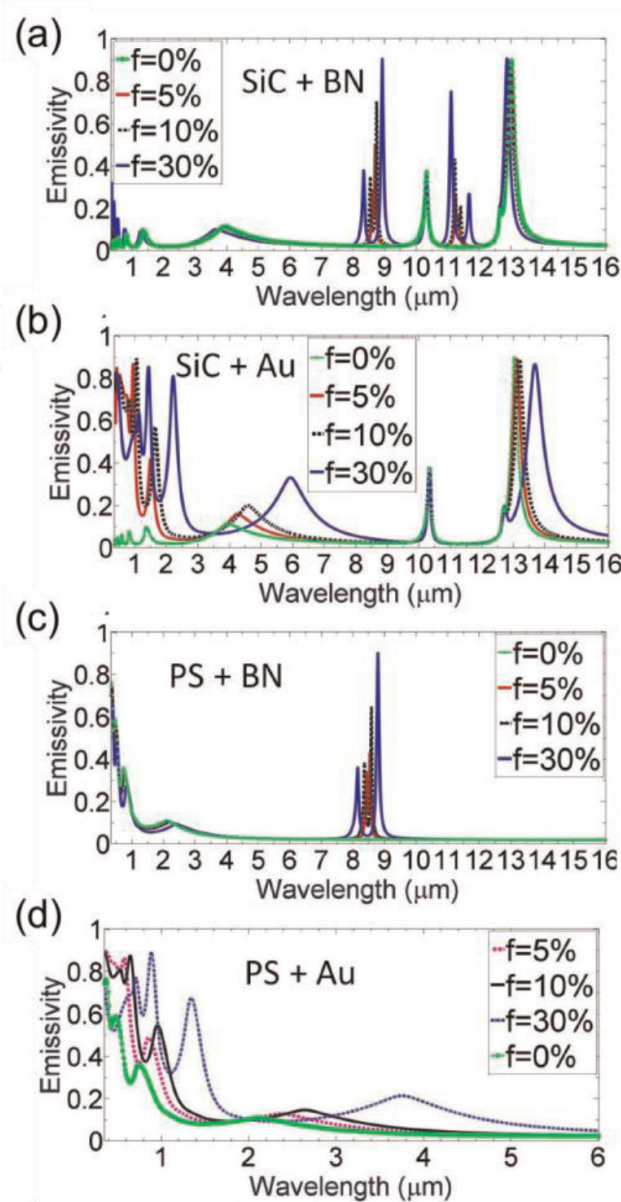 (a)
1
0.8
0.6
0.4
0.2
0
Emissivity
f=0%
f=5%
f=10%
f=30%
SiC + BN
1 2 3 4 5 6 7 8 9 10 11 12 13 14 15 16
Wavelength (μm)
(b)
1
0.8
0.6
0.4
0.2
0
Emissivity
SiC + Au
f=0%
f=5%
f=10%
f=30%
1 2 3 4 5 6 7 8 9 10 11 12 13 14 15 16
Wavelength (μm)
(c)
1
0.8
0.6
0.4
0.2
0
Emissivity
PS + BN
f=0%
f=5%
f=10%
f=30%
1 2 3 4 5 6 7 8 9 10 11 12 13 14 15 16
Wavelength (μm)
(d)
1
0.8
0.6
0.4
0.2
0
Emissivity
PS + Au
f=5%
f=10%
f=30%
f=0%
1 2 3 4 5 6
Wavelength (μm)